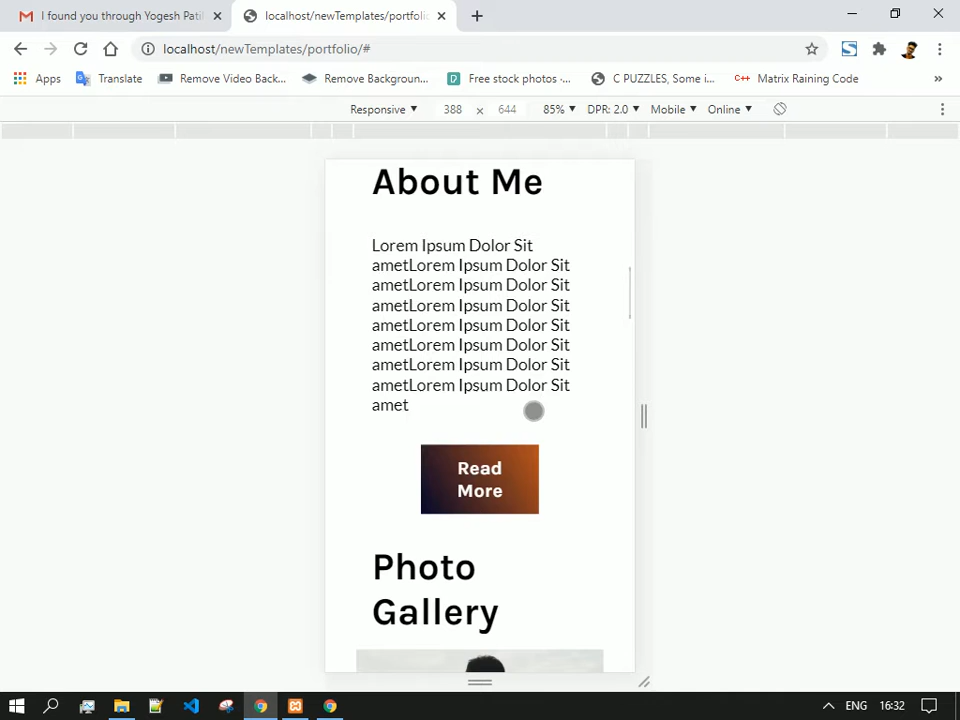 I found you through Yogesh Pati
localhost/newTemplates/portfolio
localhost/newTemplates/portfolio/#
Apps
Translate
Remove Video Back...
Remove Backgroun...
Free stock photos -...
C PUZZLES, Some i...
C++
Matrix Raining Code
»
Responsive
388
x
644
85%
DPR: 2.0
Mobile
Online
About Me
Lorem Ipsum Dolor Sit
ametLorem Ipsum Dolor Sit
ametLorem Ipsum Dolor Sit
ametLorem Ipsum Dolor Sit
ametLorem Ipsum Dolor Sit
ametLorem Ipsum Dolor Sit
ametLorem Ipsum Dolor Sit
ametLorem Ipsum Dolor Sit
amet
Read
More
Photo
Gallery
ENG
16:32